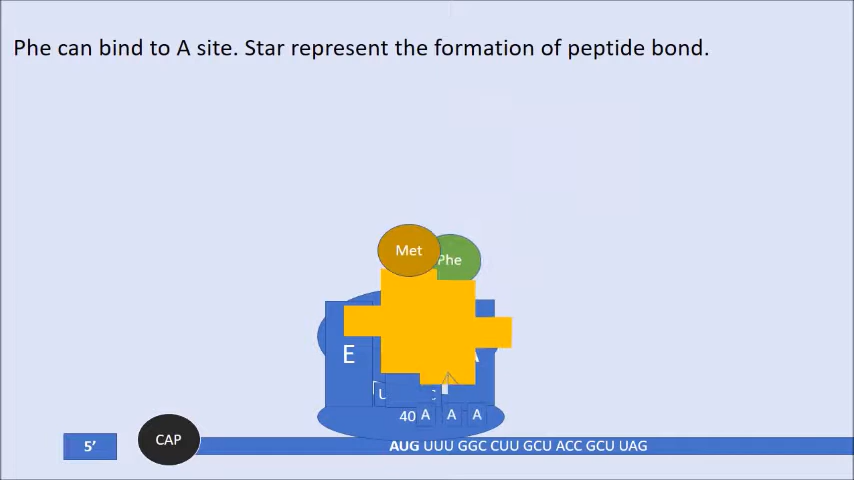 Phe can bind to A site. Star represent the formation of peptide bond.
Met
Phe
E
A
U
40
A A A
CAP
5'
AUG UUU GGC CUU GCU ACC GCU UAG